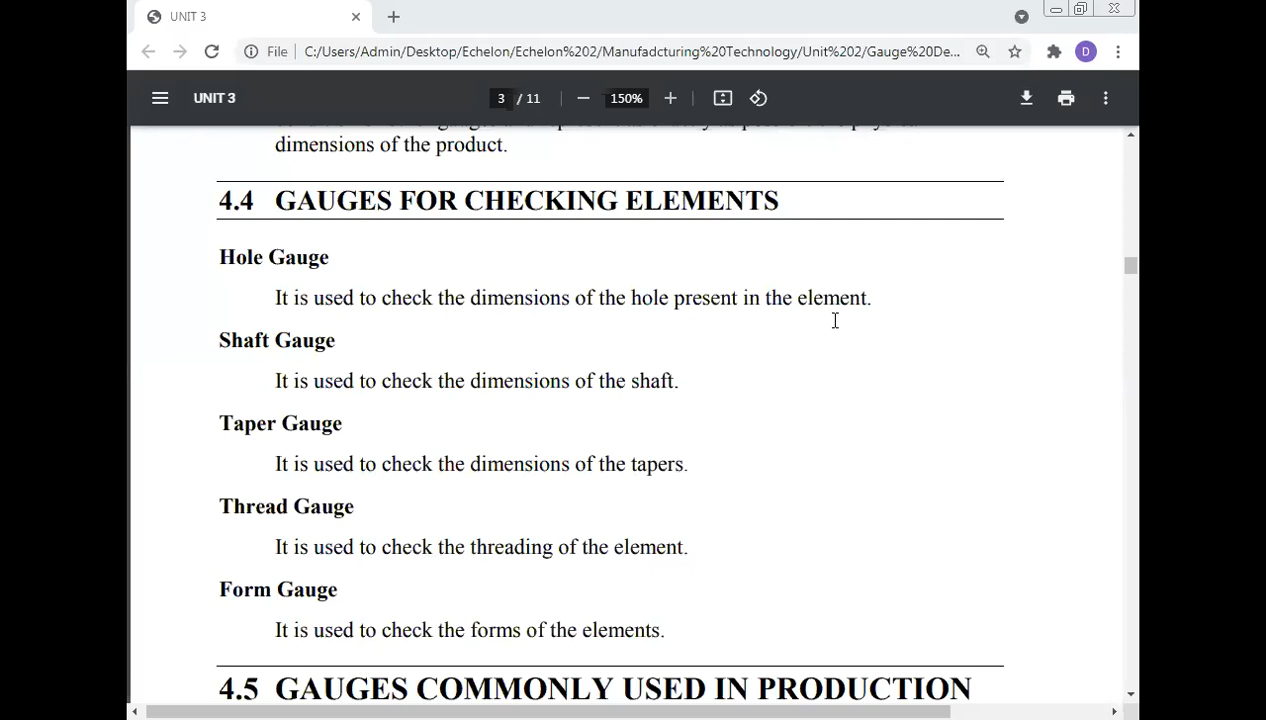 UNIT 3
File C:/Users/Admin/Desktop/Echelon/Echelon%202/Manufadcturing%20Technology/Unit%202/Gauge%20De... D
UNIT 3 3 / 11 150%
dimensions of the product.
4.4 GAUGES FOR CHECKING ELEMENTS
Hole Gauge
It is used to check the dimensions of the hole present in the element.
Shaft Gauge
It is used to check the dimensions of the shaft.
Taper Gauge
It is used to check the dimensions of the tapers.
Thread Gauge
It is used to check the threading of the element.
Form Gauge
It is used to check the forms of the elements.
4.5 GAUGES COMMONLY USED IN PRODUCTION